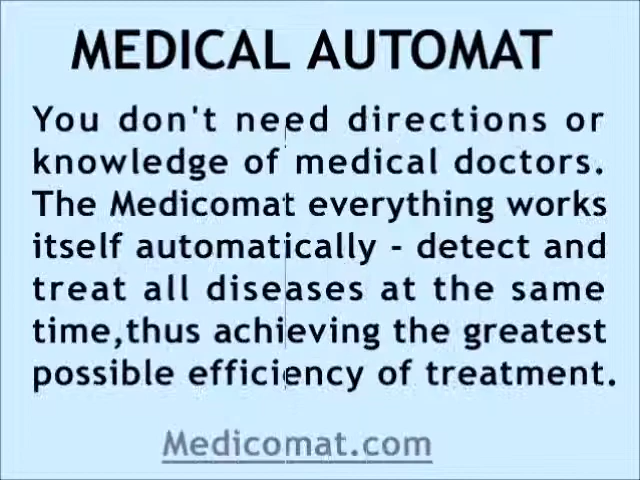 MEDICAL AUTOMAT
You don't need directions or
knowledge of medical doctors.
The Medicomat everything works
itself automatically - detect and
treat all diseases at the same
time,thus achieving the greatest
possible efficiency of treatment.
Medicomat.com